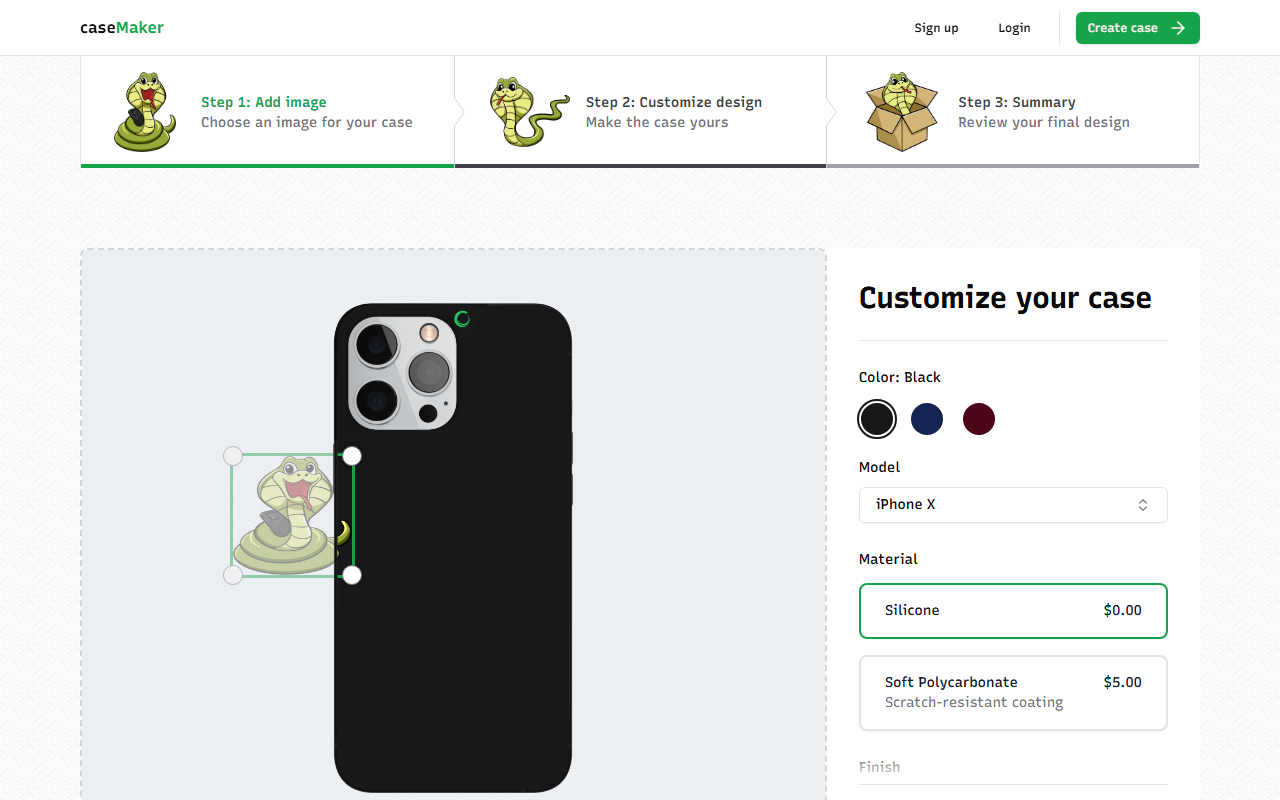 caseMaker
Sign up
Login
Create case
Step 1: Add image
Choose an image for your case
Step 2: Customize design
Make the case yours
Step 3: Summary
Review your final design
Customize your case
Color: Black
Model
iPhone X
Material
Silicone $0.00
Soft Polycarbonate $5.00
Scratch-resistant coating
Finish